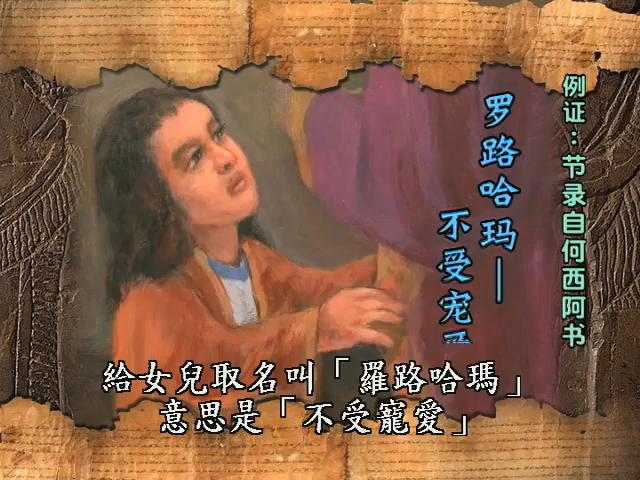 例证：节录自何西阿书
罗路哈玛——
不受宠爱
給女兒取名叫「羅路哈瑪」
意思是「不受寵愛」